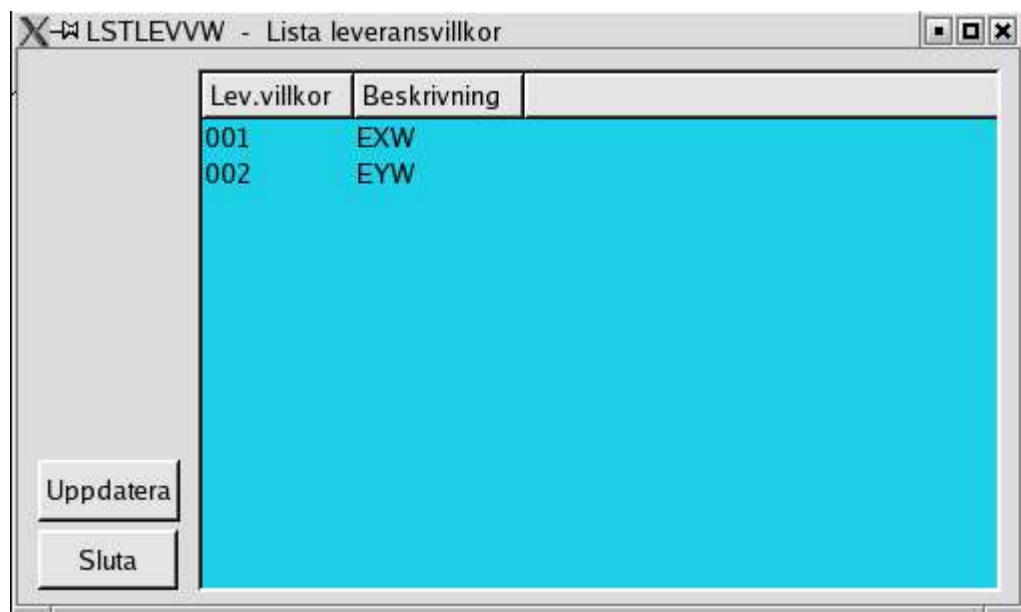 LSTLEVVW - Lista leveransvillkor
Lev.villkor Beskrivning
001 EXW
002 EYW
Uppdatera
Sluta